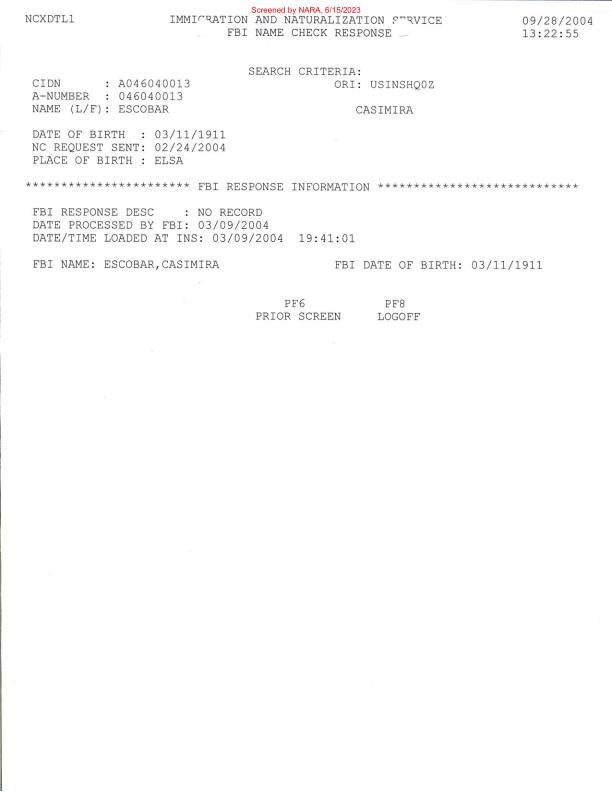 Screened by NARA, 6/15/2023
NCXDTL1 IMMIGRATION AND NATURALIZATION SERVICE 09/28/2004
FBI NAME CHECK RESPONSE 13:22:55
SEARCH CRITERIA:
CIDN : A046040013 ORI: USINSHQ0Z
A-NUMBER : 046040013
NAME (L/F): ESCOBAR CASIMIRA
DATE OF BIRTH : 03/11/1911
NC REQUEST SENT: 02/24/2004
PLACE OF BIRTH : ELSA
*********************** FBI RESPONSE INFORMATION ****************************
FBI RESPONSE DESC : NO RECORD
DATE PROCESSED BY FBI: 03/09/2004
DATE/TIME LOADED AT INS: 03/09/2004 19:41:01
FBI NAME: ESCOBAR,CASIMIRA FBI DATE OF BIRTH: 03/11/1911
PF6 PF8
PRIOR SCREEN LOGOFF